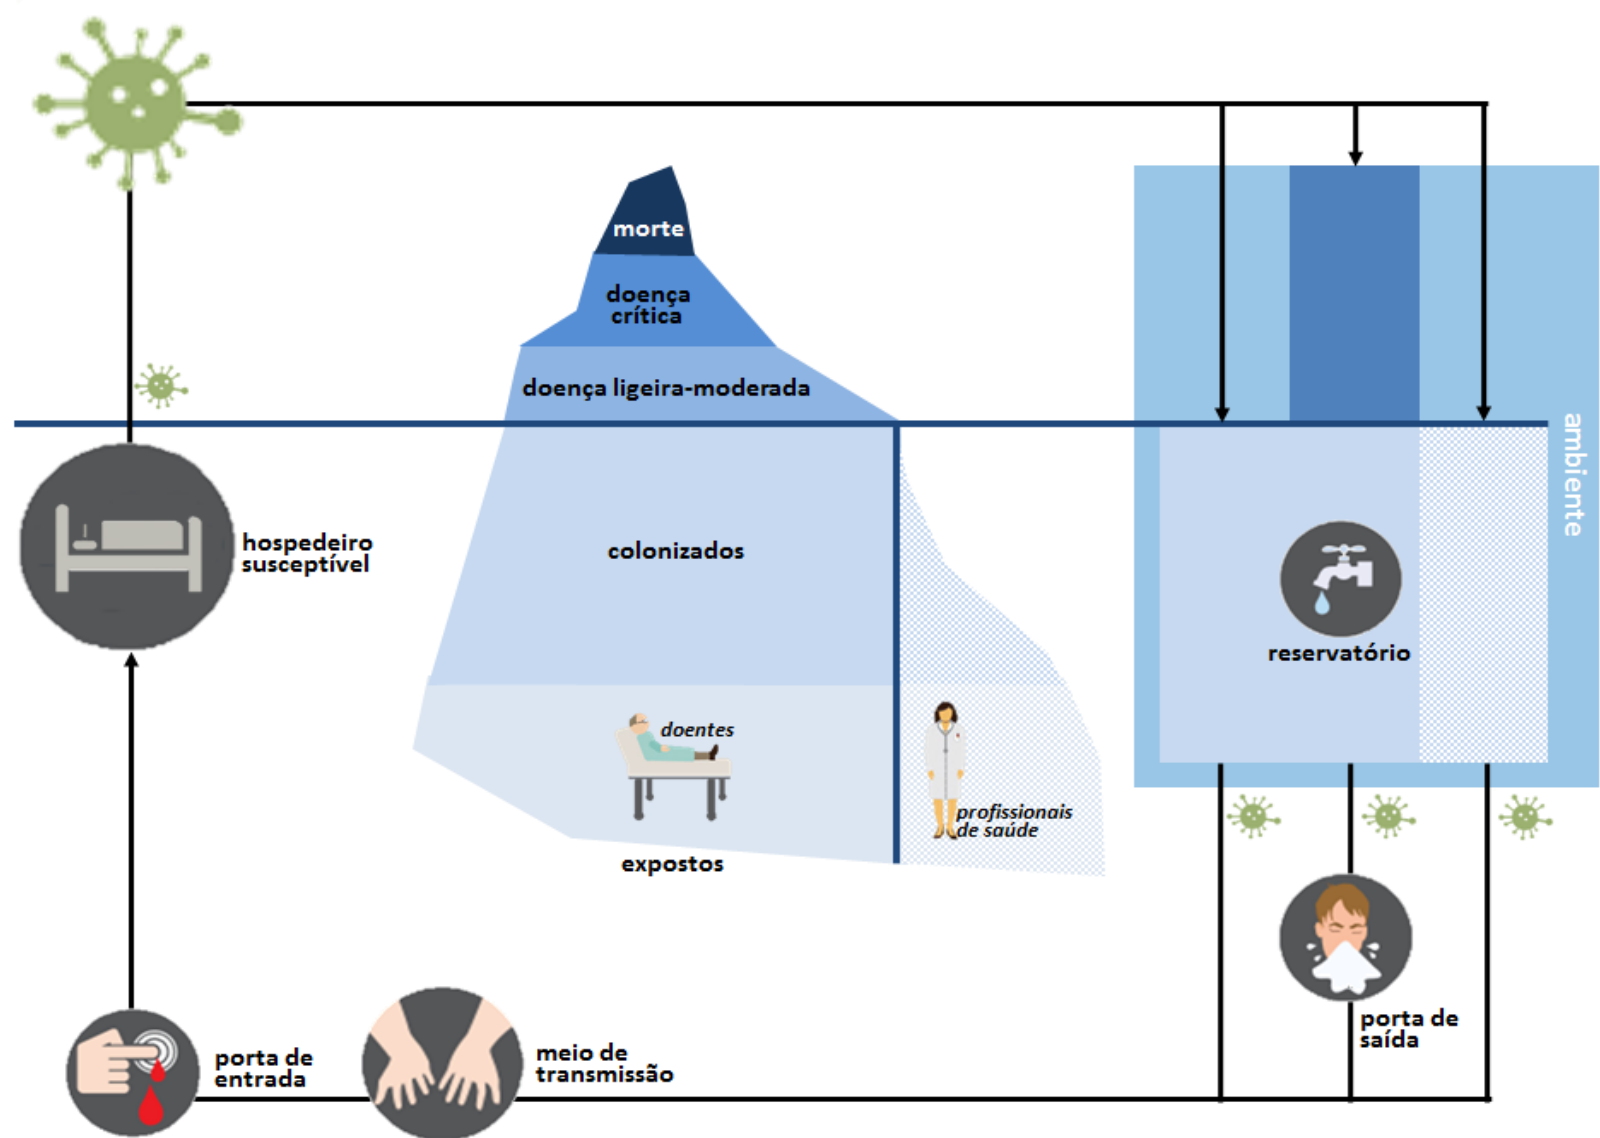 morte
doença
crítica
doença ligeira-moderada
ambiente
hospedeiro
susceptível
colonizados
reservatório
doentes
profissionais
de saúde
expostos
porta de
saída
porta de
entrada
meio de
transmissão